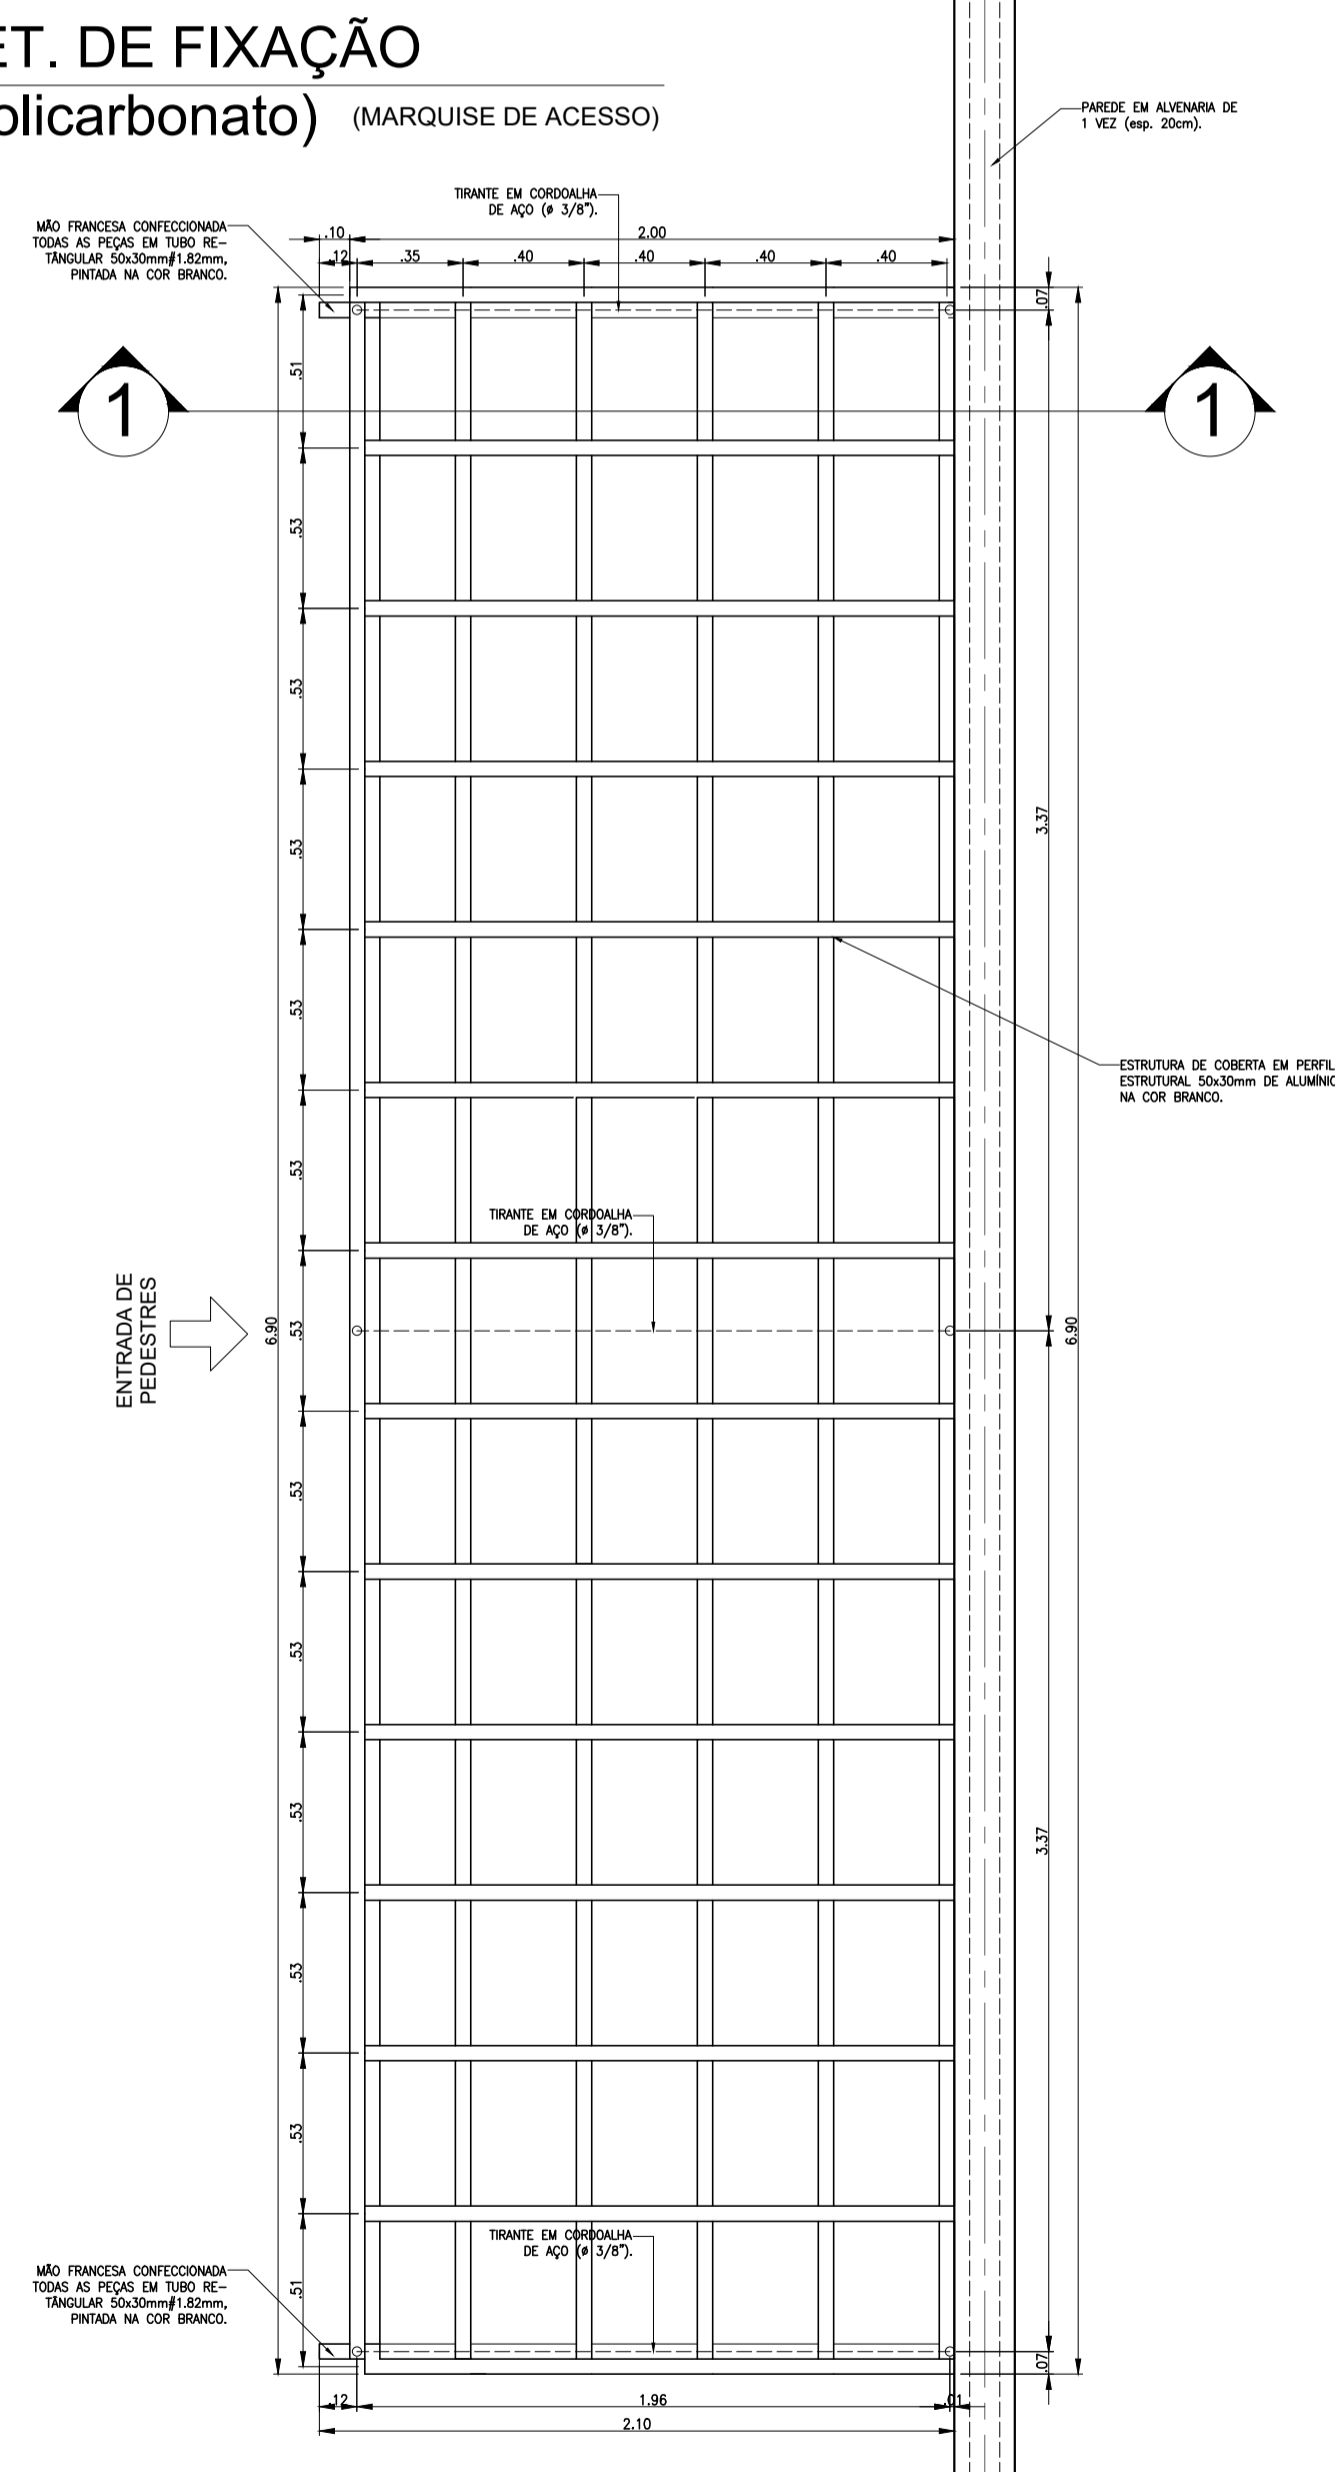 ET. DE FIXAÇÃO
olicarbonato) (MARQUISE DE ACESSO)
PAREDE EM ALVENARIA DE
1 VEZ (esp. 20cm).
TIRANTE EM CORDOALHA
DE AÇO (ø 3/8").
MÃO FRANCESA CONFECCIONADA
TODAS AS PEÇAS EM TUBO RE-
TÂNGULAR 50x30mm#1.82mm,
PINTADA NA COR BRANCO.
.10 2.00
.12 .35 .40 .40 .40 .40
.07
.51
1 1
.53
.53
.53
3.37
.53
ESTRUTURA DE COBERTA EM PERFIL
ESTRUTURAL 50x30mm DE ALUMÍNIO
NA COR BRANCO.
.53
TIRANTE EM CORDOALHA
DE AÇO (ø 3/8").
ENTRADA DE
PEDESTRES
6.90
.53
6.90
.53
.53
.53
3.37
.53
.53
TIRANTE EM CORDOALHA
DE AÇO (ø 3/8").
MÃO FRANCESA CONFECCIONADA
TODAS AS PEÇAS EM TUBO RE-
TÂNGULAR 50x30mm#1.82mm,
PINTADA NA COR BRANCO.
.51
.07
.12 1.96 .01
2.10